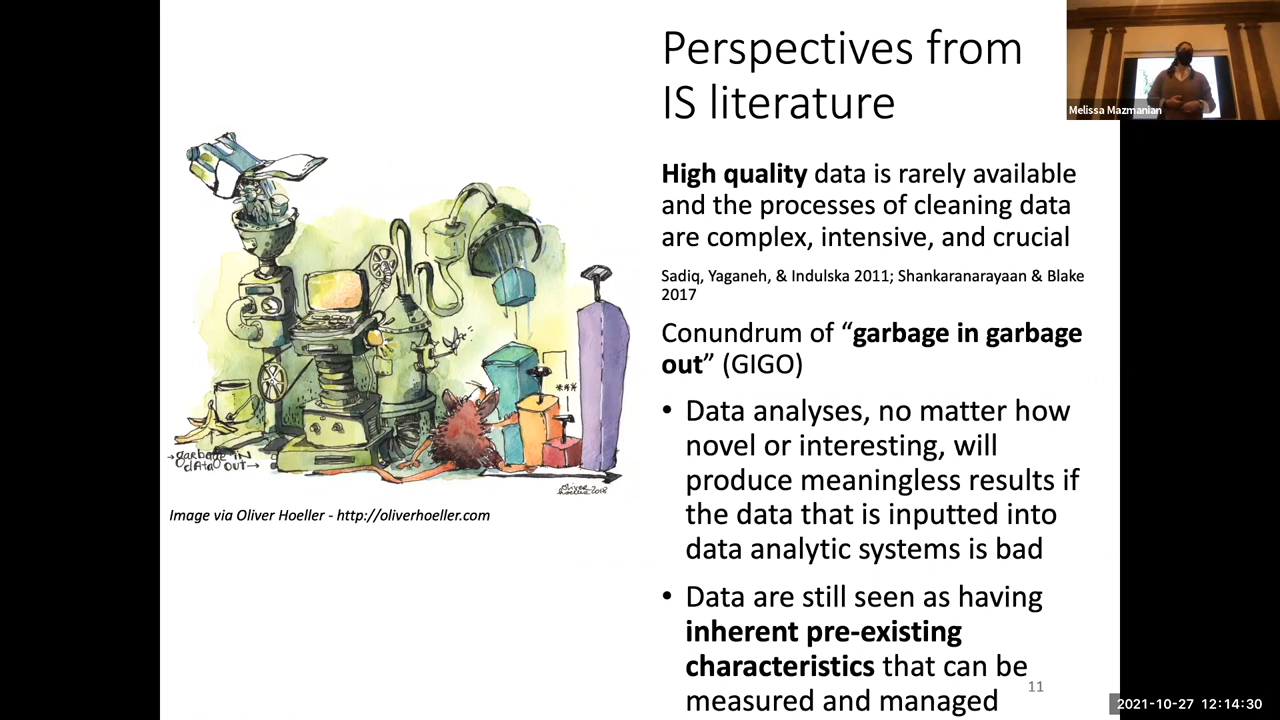 Perspectives from
IS literature
Melissa Mazmanian
High quality data is rarely available
and the processes of cleaning data
are complex, intensive, and crucial
Sadiq, Yaganeh, & Indulska 2011; Shankaranarayaan & Blake
2017
Conundrum of “garbage in garbage
out” (GIGO)
• Data analyses, no matter how
novel or interesting, will
produce meaningless results if
the data that is inputted into
data analytic systems is bad
• Data are still seen as having
inherent pre-existing
characteristics that can be
measured and managed
11
→garbage IN
dAtA OUT→
Oliver
hoeller 2018
Image via Oliver Hoeller - http://oliverhoeller.com
2021-10-27 12:14:30